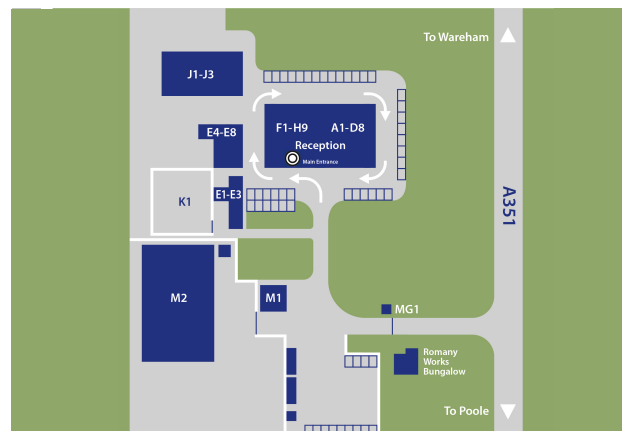 To Wareham
J1-J3
F1-H9 A1-D8
Reception
Main Entrance
E4-E8
E1-E3
K1
A351
M2
M1
MG1
Romany
Works
Bungalow
To Poole